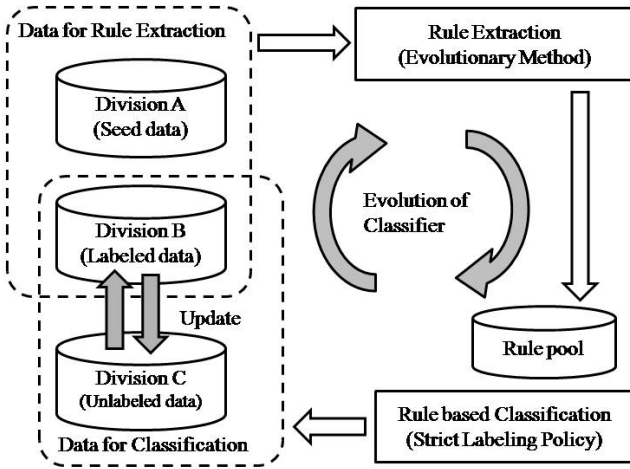 Data for Rule Extraction
Division A
(Seed data)
Division B
(Labeled data)
Update
Division C
(Unlabeled data)
Data for Classification
Rule Extraction
(Evolutionary Method)
Evolution of
Classifier
Rule pool
Rule based Classification
(Strict Labeling Policy)